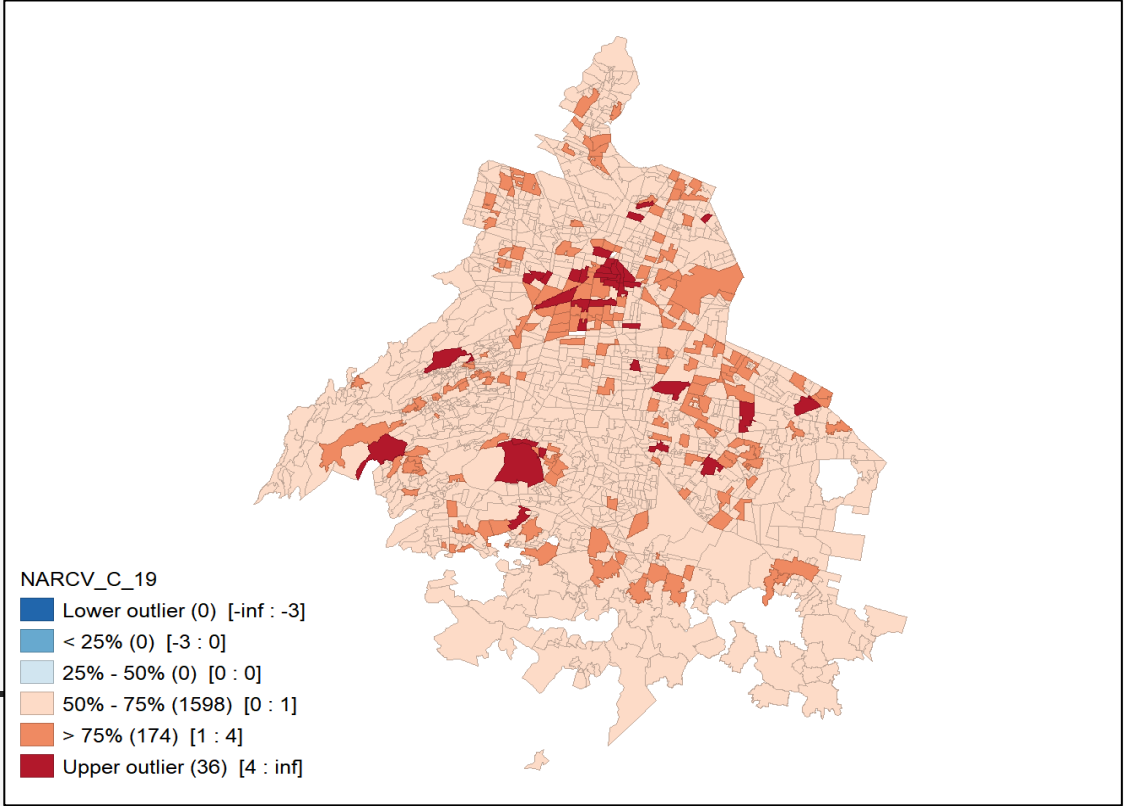 NARCV_C_19
Lower outlier (0) [-inf : -3]
< 25% (0) [-3 : 0]
25% - 50% (0) [0 : 0]
50% - 75% (1598) [0 : 1]
> 75% (174) [1 : 4]
Upper outlier (36) [4 : inf]